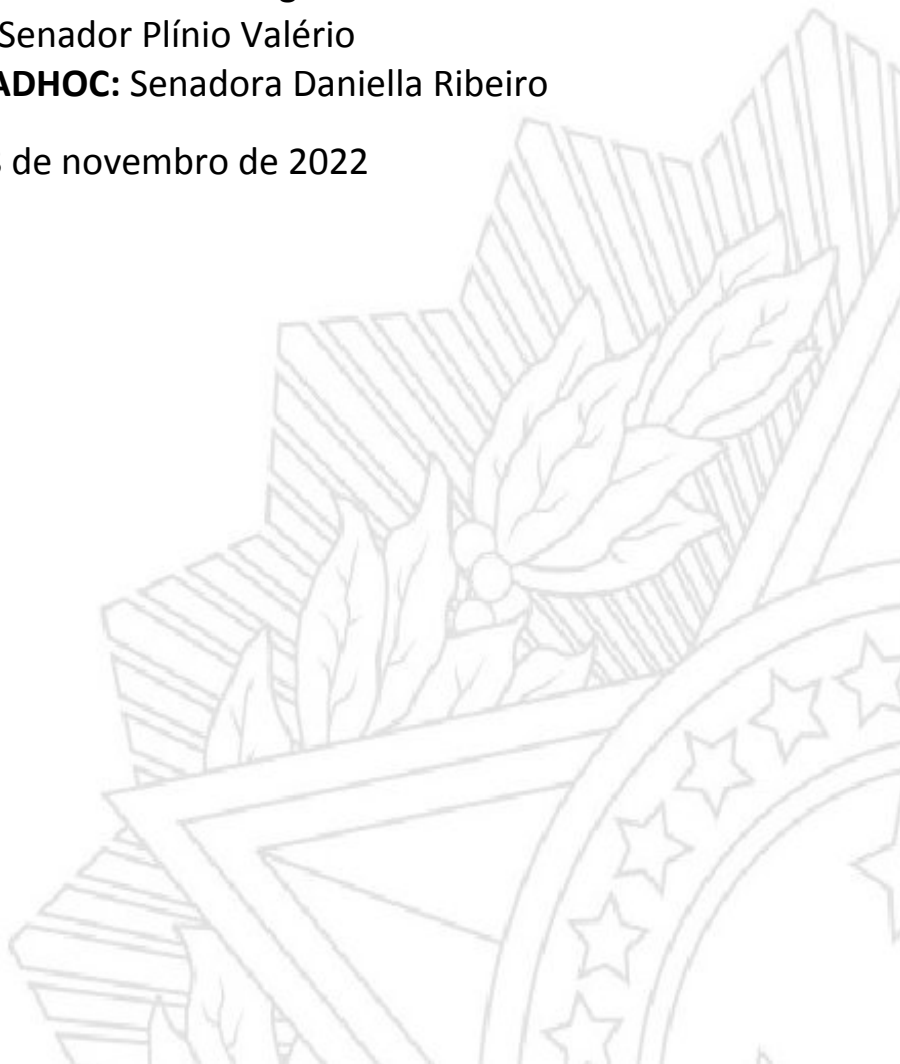 Senador Plínio Valério
ADHOC: Senadora Daniella Ribeiro
de novembro de 2022